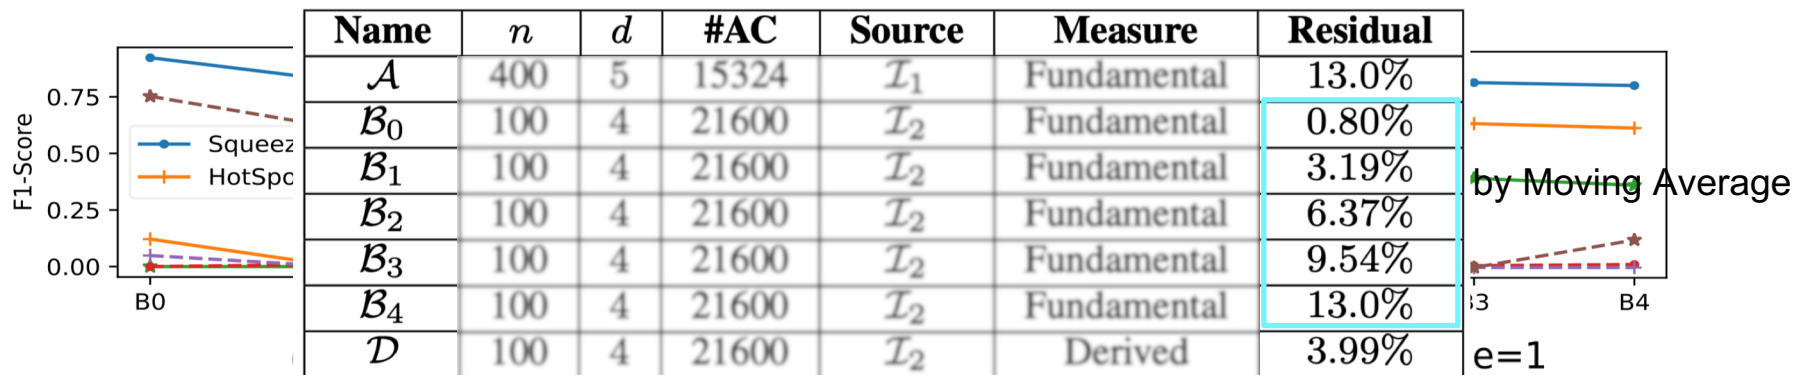 Name n d #AC Source Measure Residual
A 400 5 15324 I1 Fundamental 13.0%
B0 100 4 21600 I2 Fundamental 0.80%
B1 100 4 21600 I2 Fundamental 3.19%
B2 100 4 21600 I2 Fundamental 6.37%
B3 100 4 21600 I2 Fundamental 9.54%
B4 100 4 21600 I2 Fundamental 13.0%
D 100 4 21600 I2 Derived 3.99%
F1-Score
0.75
0.50
0.25
0.00
Squeez
HotSpo
B0
by Moving Average
B3 B4
e=1